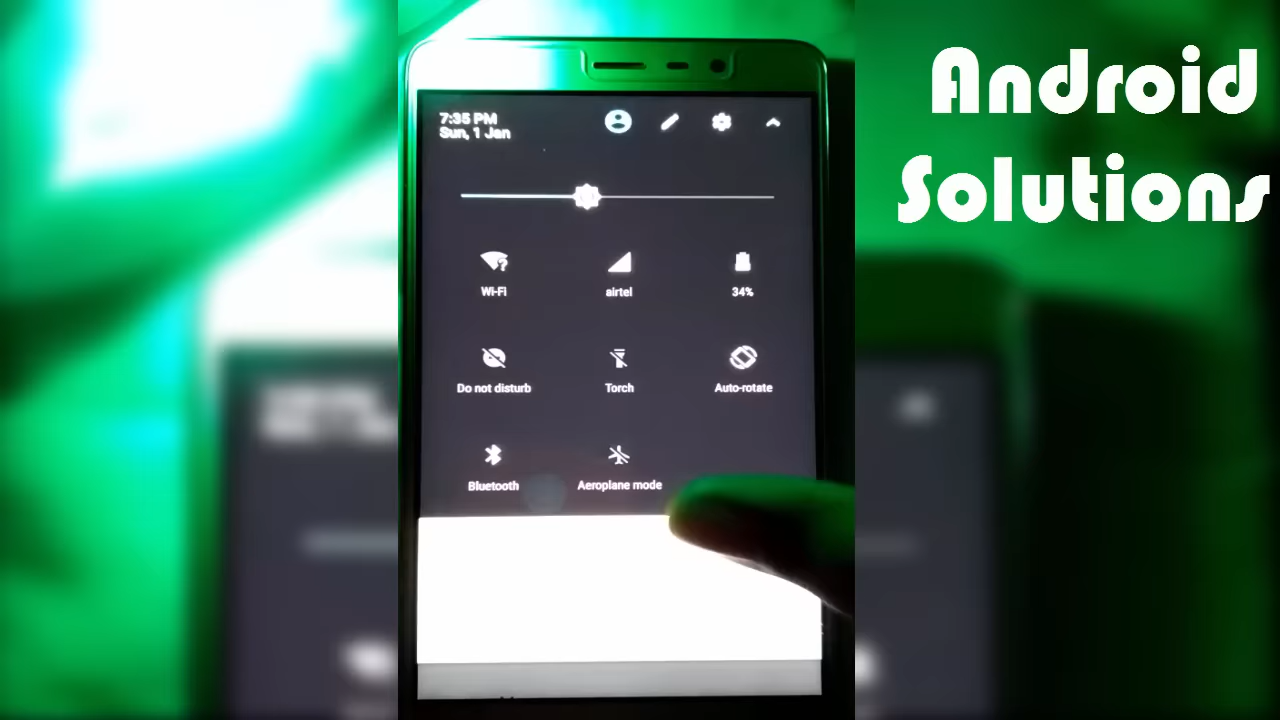 Android
Solutions
7:35 PM
Sun, 1 Jan
Wi-Fi
airtel
34%
Do not disturb
Torch
Auto-rotate
Bluetooth
Aeroplane mode